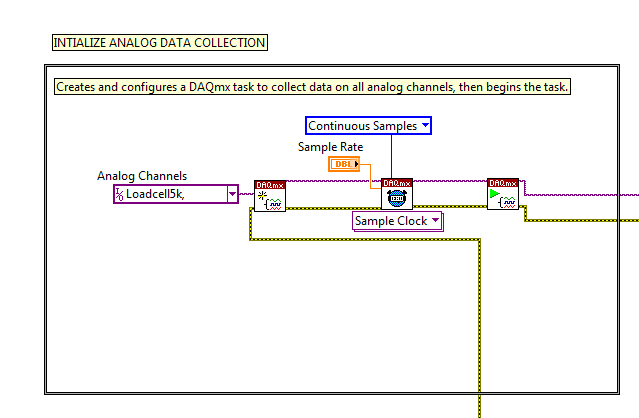 INTIALIZE ANALOG DATA COLLECTION
Creates and configures a DAQmx task to collect data on all analog channels, then begins the task.
Continuous Samples
Sample Rate
DBL
Analog Channels
I/O Loadcell5k,
DAQmx
DAQmx
DAQmx
Sample Clock